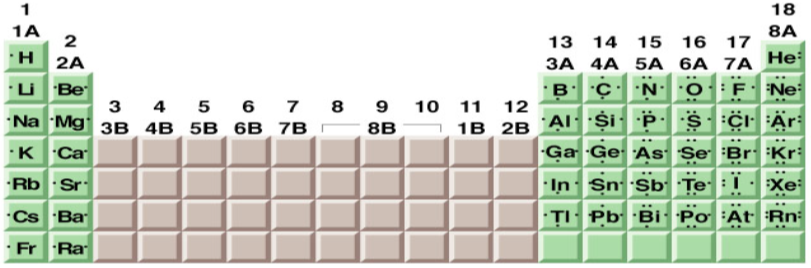 1 18
1A 2 13 14 15 16 17 8A
H 2A 3A 4A 5A 6A 7A He
Li Be B C N O F Ne
Na Mg 3 4 5 6 7 8 9 10 11 12 Al Si P S Cl Ar
3B 4B 5B 6B 7B 8B 1B 2B
K Ca Ga Ge As Se Br Kr
Rb Sr In Sn Sb Te I Xe
Cs Ba Tl Pb Bi Po At Rn
Fr Ra